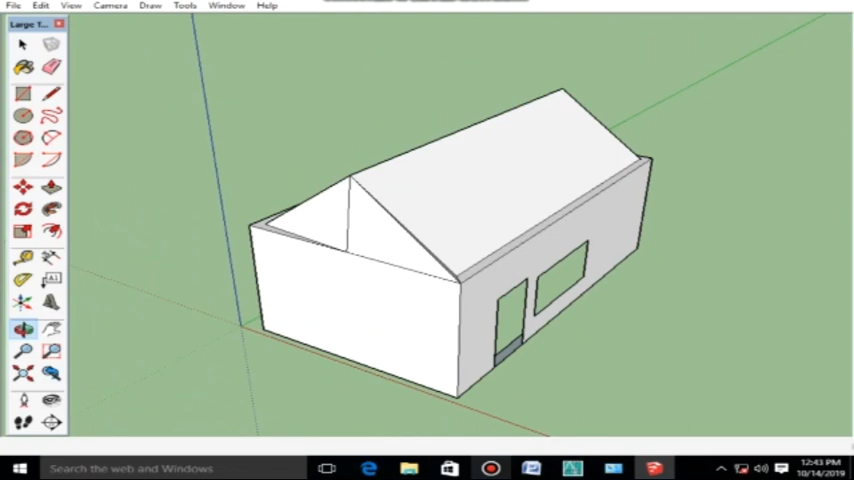 File Edit View Camera Draw Tools Window Help
Large T...
A1
Search the web and Windows
12:43 PM
10/14/2019